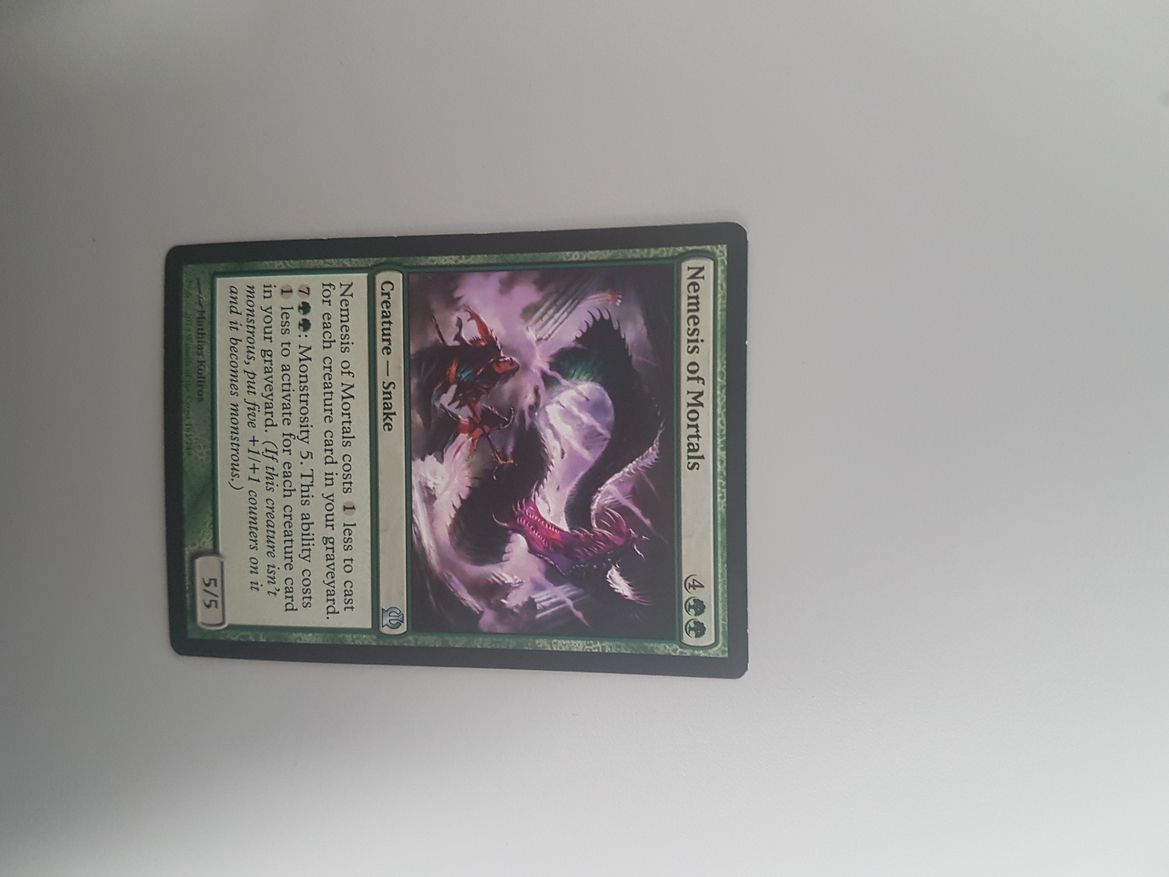 Nemesis of Mortals 4
Creature — Snake
Nemesis of Mortals costs 1 less to cast
for each creature card in your graveyard.
7 : Monstrosity 5. This ability costs
1 less to activate for each creature card
in your graveyard. (If this creature isn't
monstrous, put five +1/+1 counters on it
and it becomes monstrous.)
5/5
Mathias Kollros